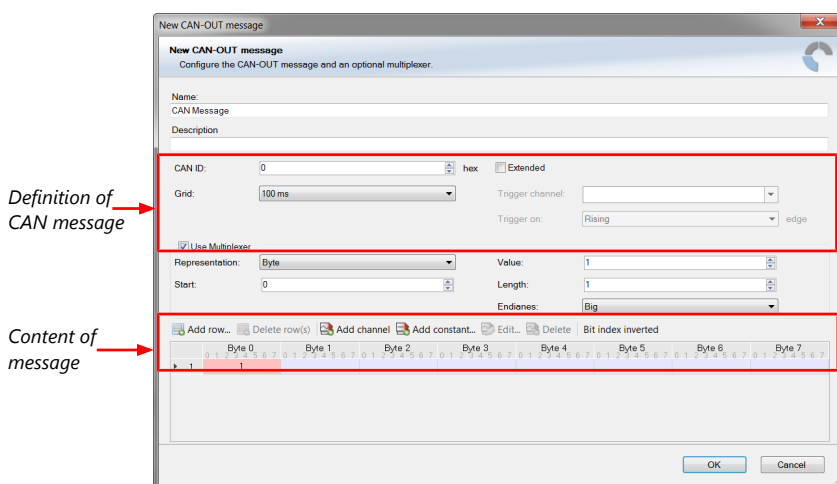 New CAN-OUT message
New CAN-OUT message
Configure the CAN-OUT message and an optional multiplexer.
Name:
CAN Message
Description
CAN ID: 0 hex Extended
Grid: 100 ms Trigger channel:
Trigger on: Rising edge
Definition of
CAN message
Use Multiplexer
Representation: Byte Value: 1
Start: 0 Length: 1
Endianes: Big
Add row... Delete row(s) Add channel Add constant... Edit... Delete Bit index inverted
Content of
message
Byte 0 Byte 1 Byte 2 Byte 3 Byte 4 Byte 5 Byte 6 Byte 7
0 1 2 3 4 5 6 7 0 1 2 3 4 5 6 7 0 1 2 3 4 5 6 7 0 1 2 3 4 5 6 7 0 1 2 3 4 5 6 7 0 1 2 3 4 5 6 7 0 1 2 3 4 5 6 7 0 1 2 3 4 5 6 7
1 1
OK Cancel